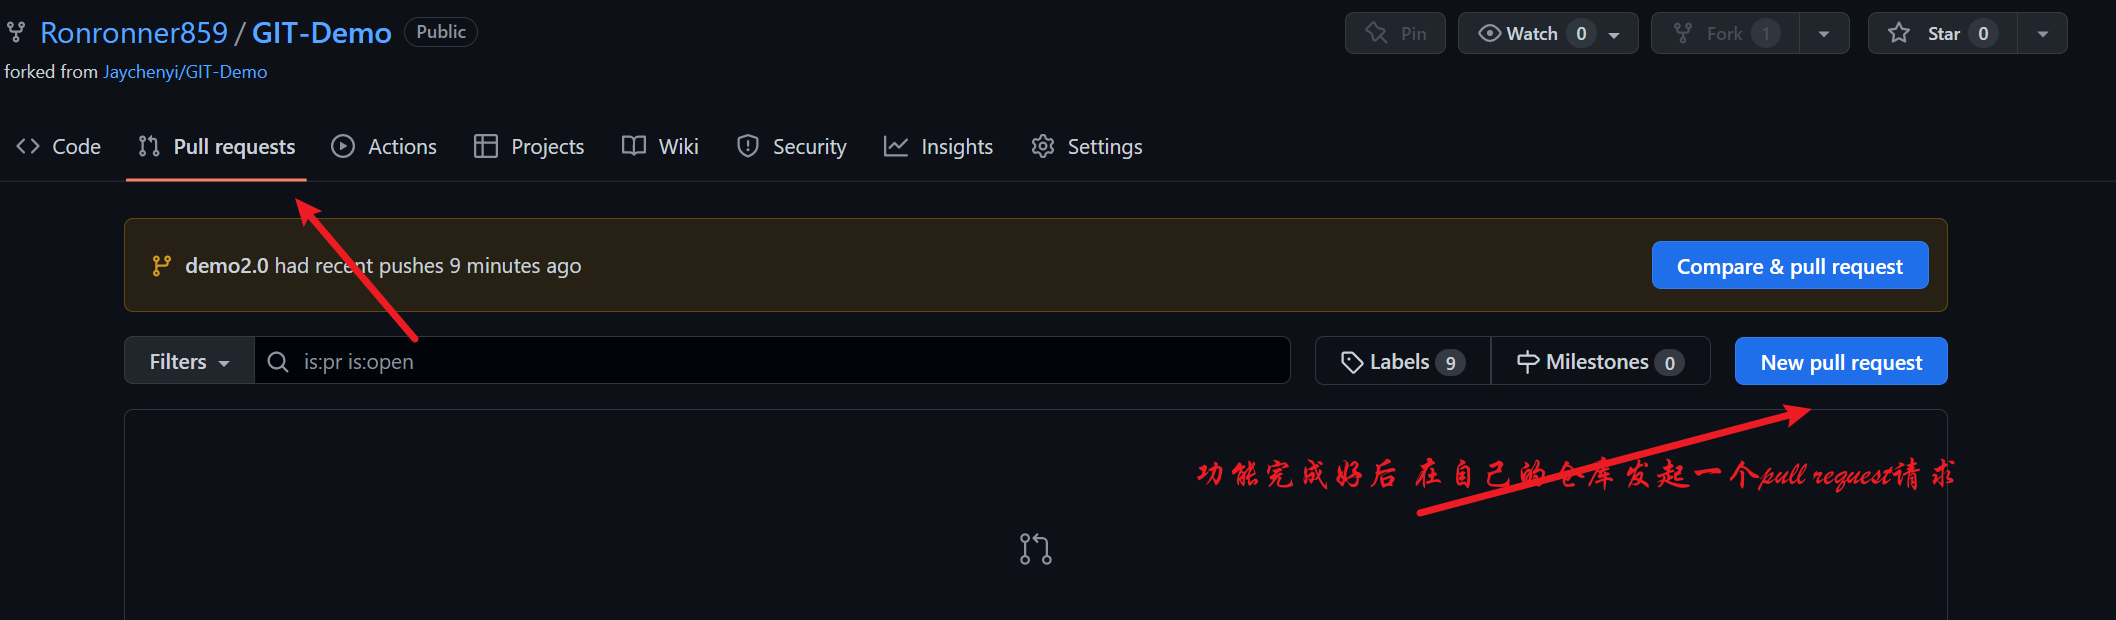 Ronronner859 / GIT-Demo Public Pin Watch 0 Fork 1 Star 0
forked from Jaychenyi/GIT-Demo
Code Pull requests Actions Projects Wiki Security Insights Settings
demo2.0 had recent pushes 9 minutes ago Compare & pull request
Filters is:pr is:open Labels 9 Milestones 0 New pull request
功能完成好后 在自己的仓库发起一个pull request请求